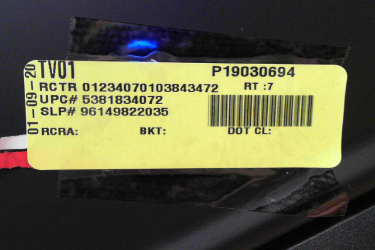 01-09-20
TV01 P19030694
RCTR 01234070103843472 RT :7
UPC# 5381834072
SLP# 96149822035
RCRA: BKT: DOT CL: